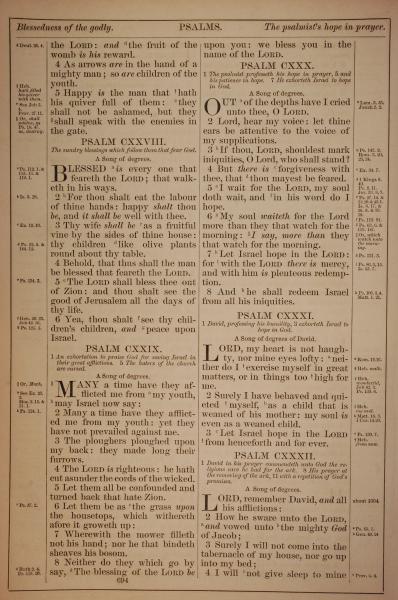 Blessedness of the godly.
PSALMS.
The psalmist's hope in prayer.
the LORD: and the fruit of the
womb is his reward.
4 As arrows are in the hand of a
mighty man; so are children of the
youth.
5 Happy is the man that hath
his quiver full of them: they
shall not be ashamed, but they
shall speak with the enemies in
the gate.
PSALM CXXVIII.
The sundry blessings which follow them that fear God.
A Song of degrees.
BLESSED is every one that
feareth the LORD; that walk-
eth in his ways.
2 For thou shalt eat the labour
of thine hands: happy shalt thou
be, and it shall be well with thee.
3 Thy wife shall be as a fruitful
vine by the sides of thine house:
thy children like olive plants
round about thy table.
4 Behold, that thus shall the man
be blessed that feareth the LORD.
5 The LORD shall bless thee out
of Zion: and thou shalt see the
good of Jerusalem all the days of
thy life.
6 Yea, thou shalt see thy chil-
dren's children, and peace upon
Israel.
PSALM CXXIX.
1 An exhortation to praise God for saving Israel in
their great afflictions. 5 The haters of the church
are cursed.
A Song of degrees.
MANY a time have they af-
flicted me from my youth,
may Israel now say:
2 Many a time have they afflict-
ed me from my youth: yet they
have not prevailed against me.
3 The ploughers ploughed upon
my back: they made long their
furrows.
4 The LORD is righteous: he hath
cut asunder the cords of the wicked.
5 Let them all be confounded and
turned back that hate Zion.
6 Let them be as the grass upon
the housetops, which withereth
afore it groweth up:
7 Wherewith the mower filleth
not his hand; nor he that bindeth
sheaves his bosom.
8 Neither do they which go by
say, The blessing of the LORD be
694
upon you: we bless you in the
name of the LORD.
PSALM CXXX.
1 The psalmist professeth his hope in prayer, 5 and
his patience in hope. 7 He exhorteth Israel to hope
in God.
A Song of degrees.
OUT of the depths have I cried
unto thee, O LORD.
2 Lord, hear my voice: let thine
ears be attentive to the voice of
my supplications.
3 If thou, LORD, shouldest mark
iniquities, O Lord, who shall stand?
4 But there is forgiveness with
thee, that thou mayest be feared.
5 I wait for the LORD, my soul
doth wait, and in his word do I
hope.
6 My soul waiteth for the Lord
more than they that watch for the
morning: I say, more than they
that watch for the morning.
7 Let Israel hope in the LORD:
for with the LORD there is mercy,
and with him is plenteous redemp-
tion.
8 And he shall redeem Israel
from all his iniquities.
PSALM CXXXI.
1 David, professing his humility, 3 exhorteth Israel to
hope in God.
A Song of degrees of David.
LORD, my heart is not haugh-
ty, nor mine eyes lofty: nei-
ther do I exercise myself in great
matters, or in things too high for
me.
2 Surely I have behaved and qui-
eted myself, as a child that is
weaned of his mother: my soul is
even as a weaned child.
3 Let Israel hope in the LORD
from henceforth and for ever.
PSALM CXXXII.
1 David in his prayer commendeth unto God the re-
ligious care he had for the ark. 8 His prayer at
the removing of the ark, 11 with a repetition of God's
promises.
A Song of degrees.
LORD, remember David, and all
his afflictions:
2 How he sware unto the LORD,
and vowed unto the mighty God
of Jacob;
3 Surely I will not come into the
tabernacle of my house, nor go up
into my bed;
4 I will not give sleep to mine